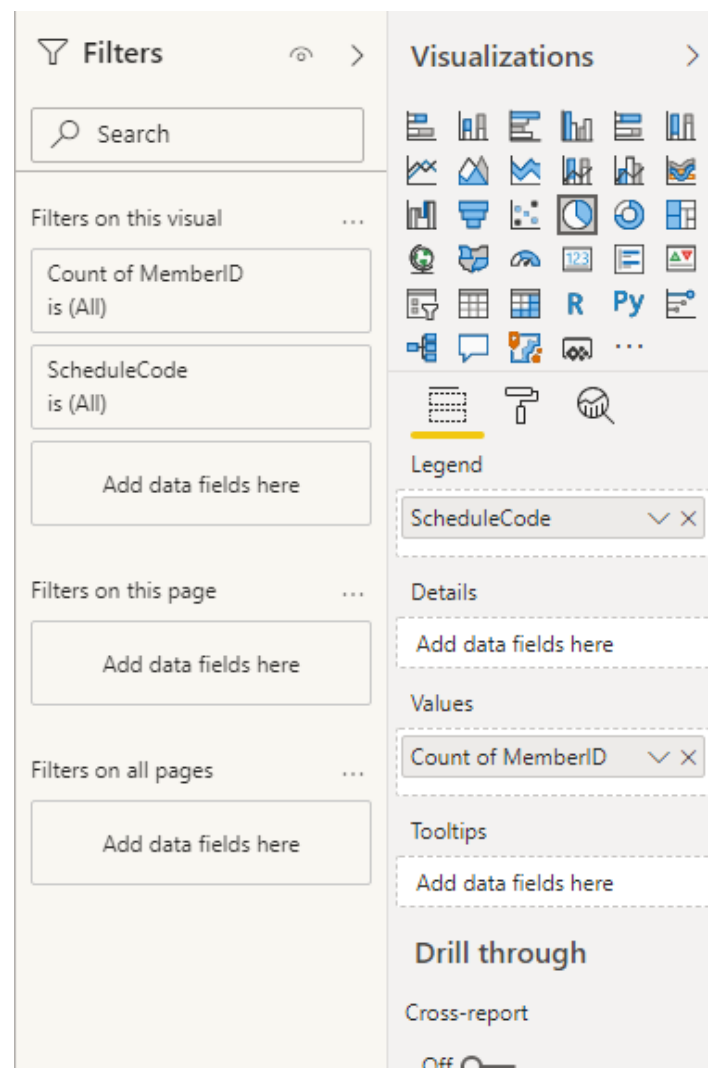 Filters
Search
Filters on this visual
...
Count of MemberID
is (All)
ScheduleCode
is (All)
Add data fields here
Filters on this page
...
Add data fields here
Filters on all pages
...
Add data fields here
Visualizations
123
R
Py
...
Legend
ScheduleCode
Details
Add data fields here
Values
Count of MemberID
Tooltips
Add data fields here
Drill through
Cross-report
Off